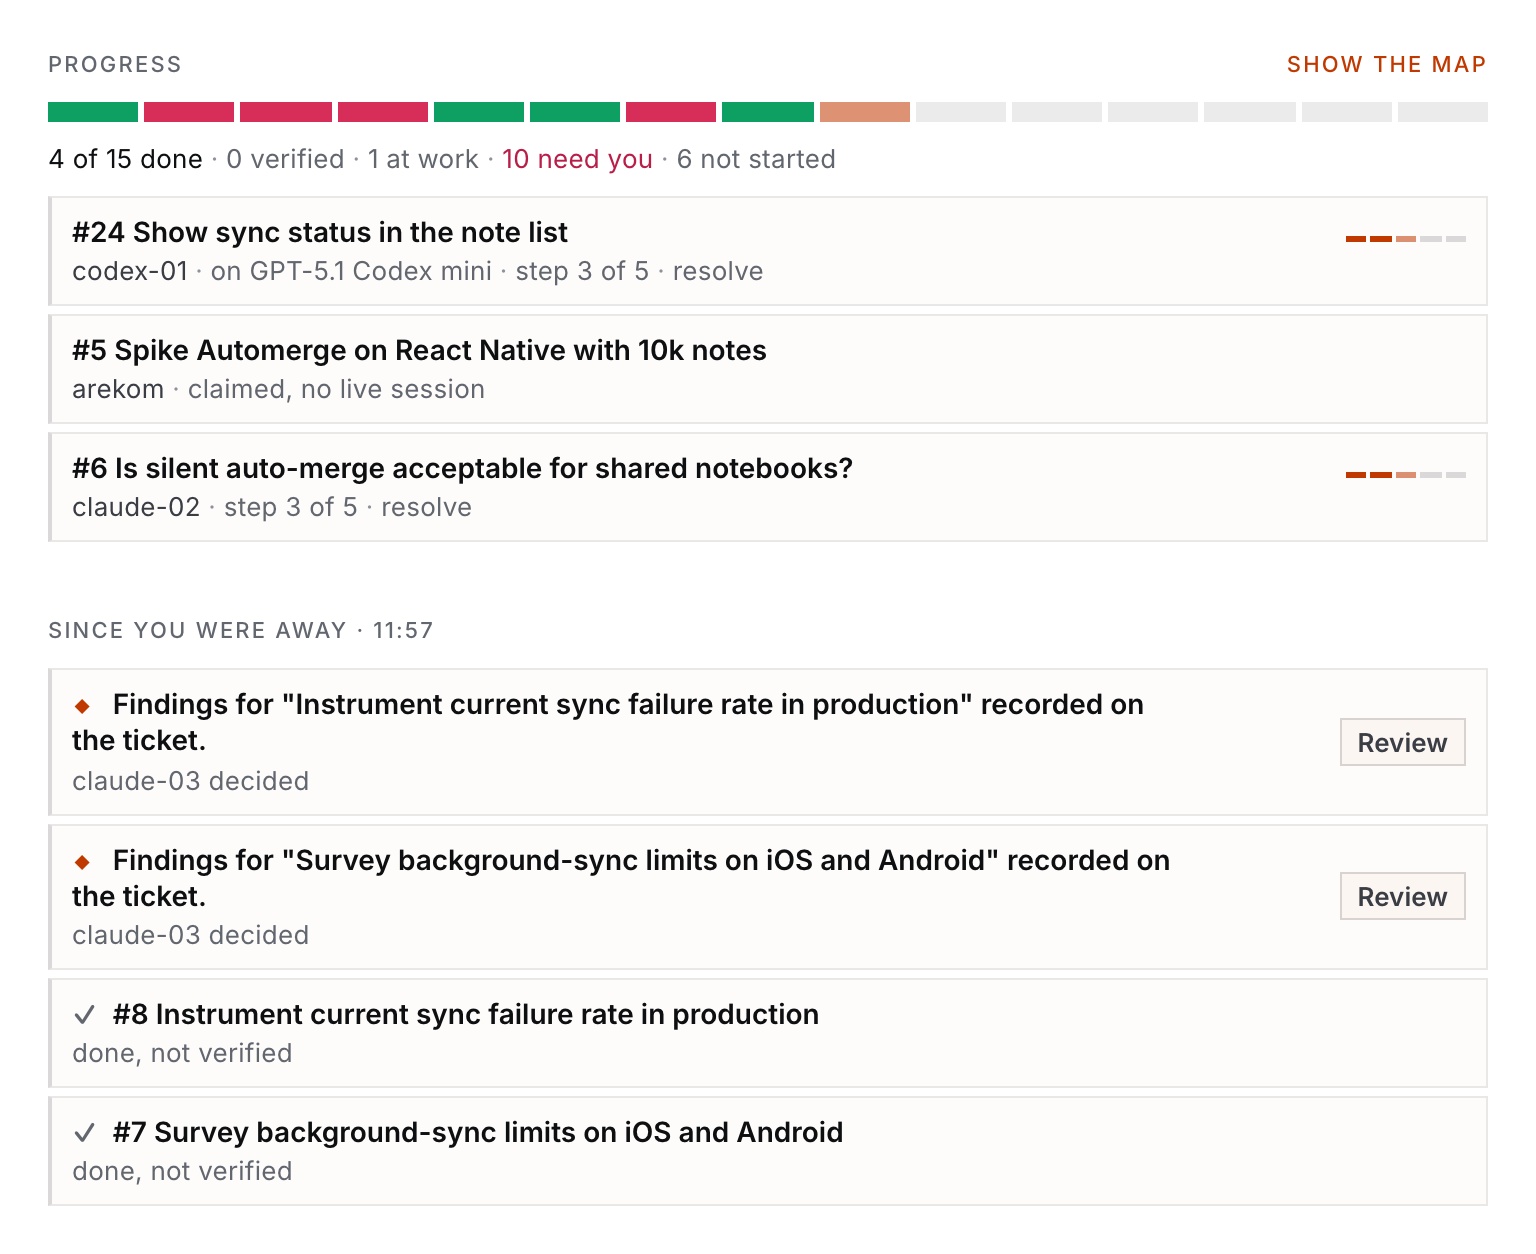 PROGRESS
SHOW THE MAP
4 of 15 done · 0 verified · 1 at work · 10 need you · 6 not started
#24 Show sync status in the note list
codex-01 · on GPT-5.1 Codex mini · step 3 of 5 · resolve
#5 Spike Automerge on React Native with 10k notes
arekom · claimed, no live session
#6 Is silent auto-merge acceptable for shared notebooks?
claude-02 · step 3 of 5 · resolve
SINCE YOU WERE AWAY · 11:57
◆ Findings for "Instrument current sync failure rate in production" recorded on
the ticket.
claude-03 decided
Review
◆ Findings for "Survey background-sync limits on iOS and Android" recorded on
the ticket.
claude-03 decided
Review
✓ #8 Instrument current sync failure rate in production
done, not verified
✓ #7 Survey background-sync limits on iOS and Android
done, not verified